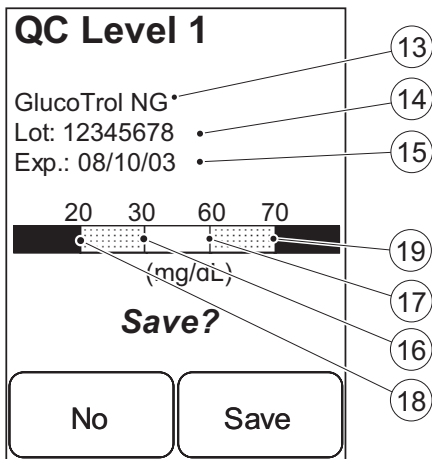 QC Level 1
13
GlucoTrol NG
14
Lot: 12345678
15
Exp.: 08/10/03
20 30 60 70
19
(mg/dL)
17
Save?
16
18
No Save